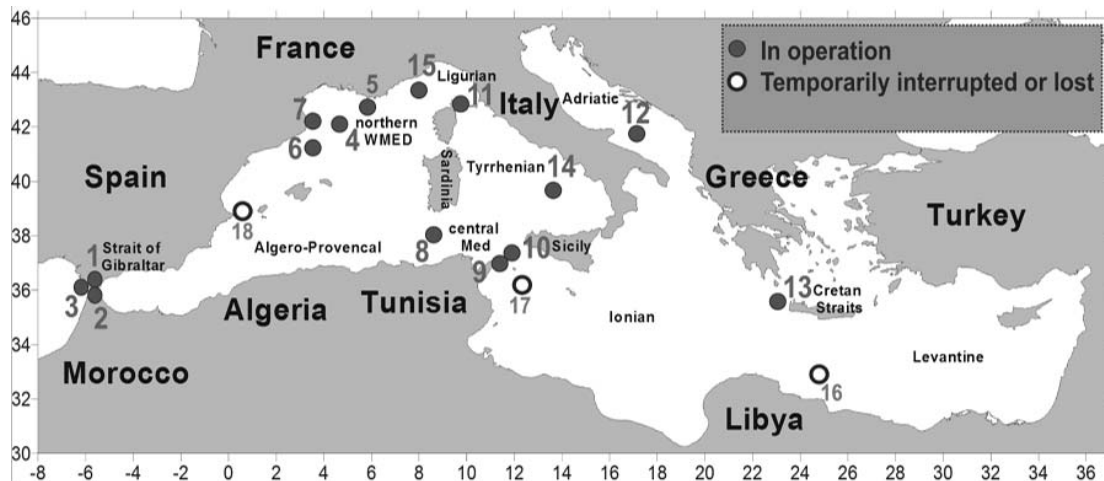 46
44
42
40
38
36
34
32
30
-8 -6 -4 -2 0 2 4 6 8 10 12 14 16 18 20 22 24 26 28 30 32 34 36
In operation
Temporarily interrupted or lost
France
Spain
Italy
Greece
Turkey
Morocco
Algeria
Tunisia
Libya
15
Ligurian
5
11
7
northern
WMED
4
6
Adriatic
12
Sardinia
Tyrrhenian
14
18
Algero-Provencal
central
Med
8
10
Sicily
9
17
1
Strait of
Gibraltar
3
2
Ionian
13
Cretan
Straits
Levantine
16